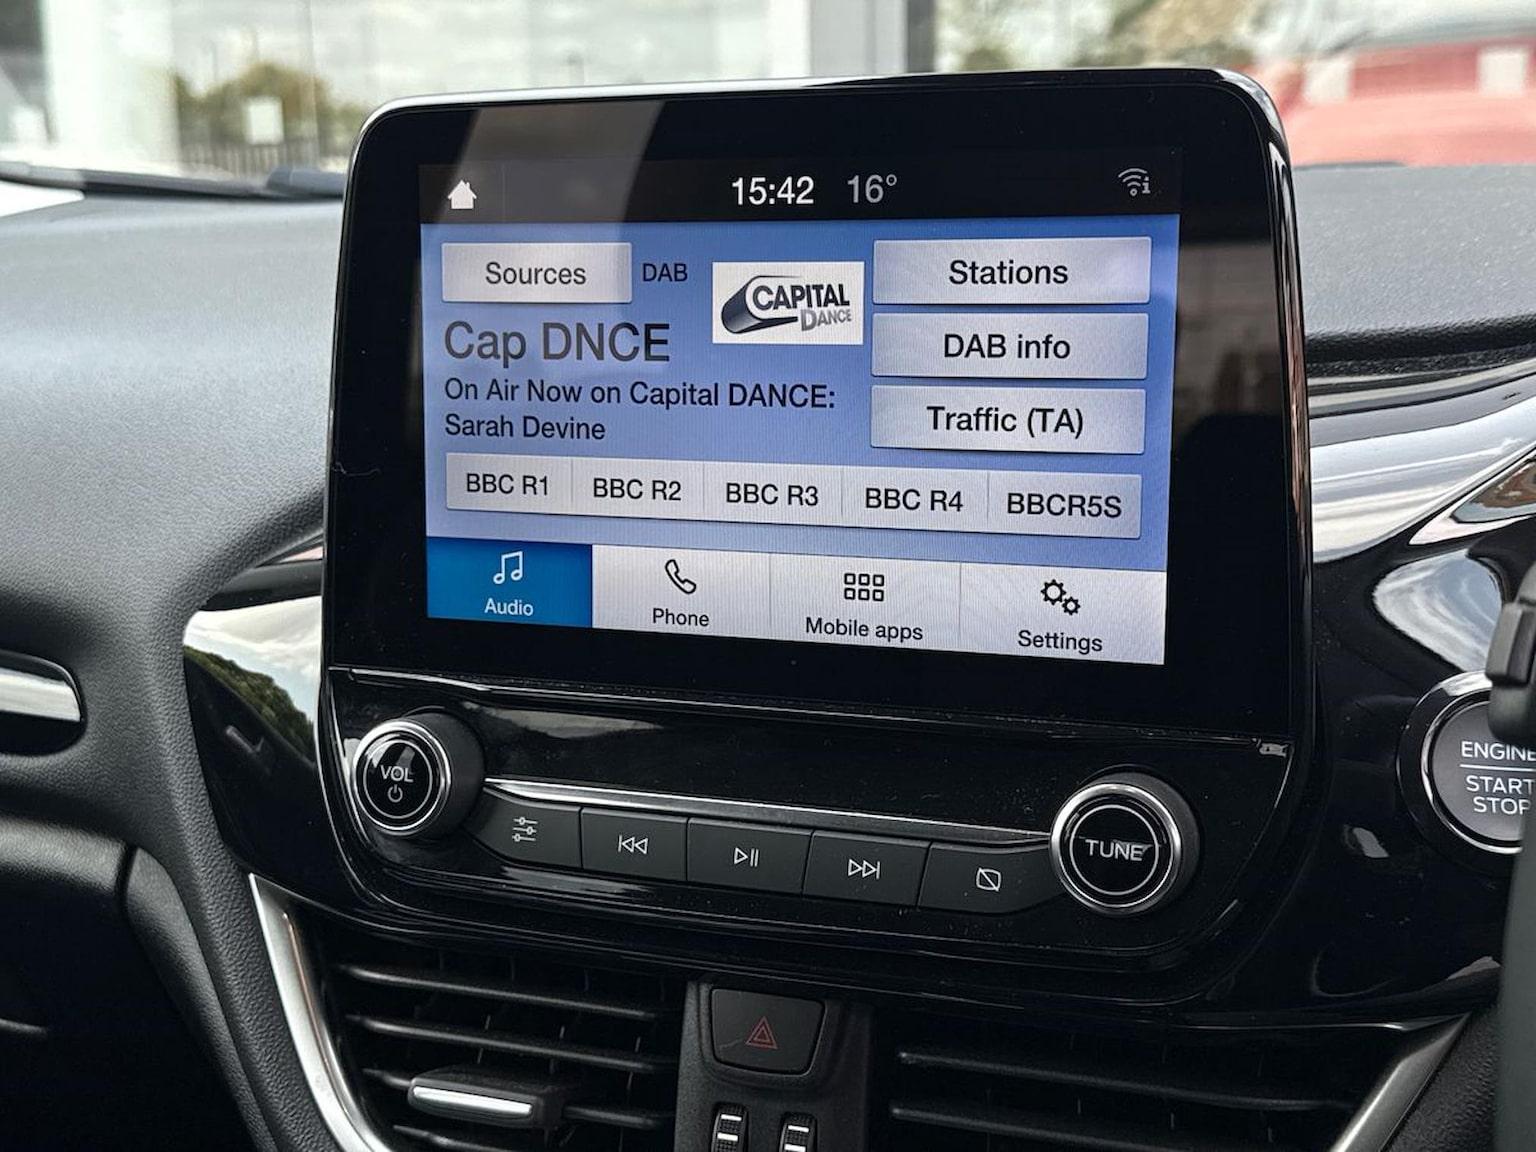 15:42 16°
Sources DAB
CAPITAL
DANCE
Stations
Cap DNCE
DAB info
On Air Now on Capital DANCE:
Sarah Devine
Traffic (TA)
BBC R1 BBC R2 BBC R3 BBC R4 BBCR5S
Audio Phone Mobile apps Settings
VOL
TUNE
ENGINE
START
STOP